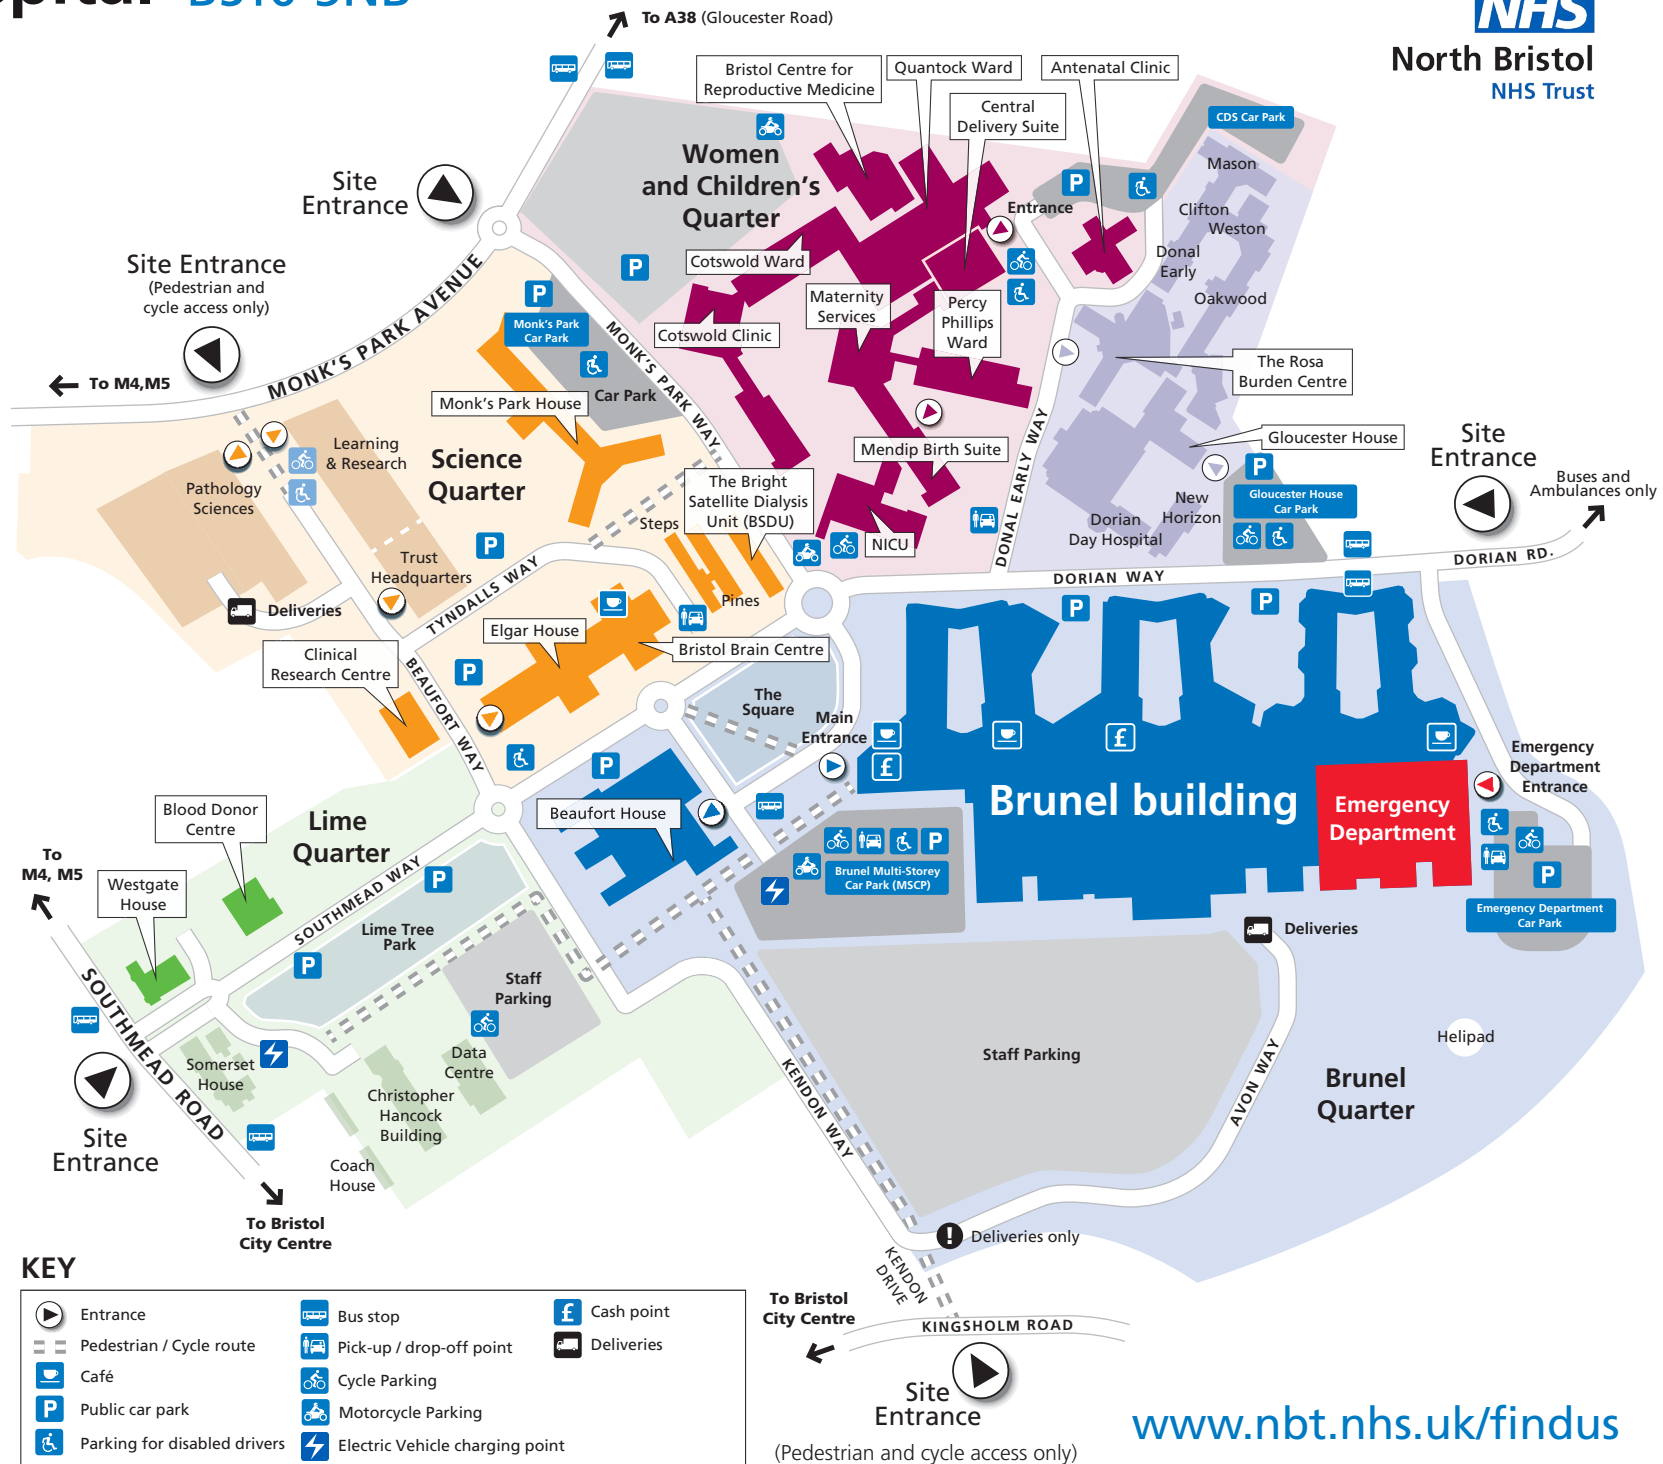 BS10 5NB
NHS
North Bristol
NHS Trust
To A38 (Gloucester Road)
Bristol Centre for
Reproductive Medicine
Quantock Ward
Antenatal Clinic
Central
Delivery Suite
CDS Car Park
Women
and Children's
Quarter
Mason
Site
Entrance
P
Entrance
Clifton
Weston
Donal
Early
Oakwood
Site Entrance
(Pedestrian and
cycle access only)
P
P
Cotswold Ward
Monk's Park
Car Park
Maternity
Services
Percy
Phillips
Ward
Cotswold Clinic
MONK'S PARK AVENUE
MONK'S PARK WAY
The Rosa
Burden Centre
To M4,M5
Monk's Park House
Car Park
Gloucester House
Learning
& Research
Science
Quarter
Mendip Birth Suite
Site
Entrance
Buses and
Ambulances only
Pathology
Sciences
The Bright
Satellite Dialysis
Unit (BSDU)
P
Gloucester House
Car Park
New
Horizon
Dorian
Day Hospital
Steps
P
NICU
DONAL EARLY WAY
DORIAN RD.
DORIAN WAY
Trust
Headquarters
TYNDALLS WAY
Pines
Deliveries
P
P
Elgar House
Bristol Brain Centre
Clinical
Research Centre
P
BEAUFORT WAY
The
Square
Main
Entrance
£
£
Emergency
Department
Entrance
P
Brunel building
Emergency
Department
Blood Donor
Centre
Lime
Quarter
Beaufort House
P
Brunel Multi-Storey
Car Park (MSCP)
To
M4, M5
Westgate
House
SOUTHMEAD WAY
P
P
Emergency Department
Car Park
Lime Tree
Park
Deliveries
P
Staff
Parking
SOUTHMEAD ROAD
Somerset
House
Data
Centre
Staff Parking
Helipad
Christopher
Hancock
Building
KENDON WAY
AVON WAY
Brunel
Quarter
Site
Entrance
Coach
House
To Bristol
City Centre
! Deliveries only
KENDON
DRIVE
To Bristol
City Centre
KINGSHOLM ROAD
Site
Entrance
(Pedestrian and cycle access only)
KEY
Entrance
Pedestrian / Cycle route
Café
P Public car park
Parking for disabled drivers
Bus stop
Pick-up / drop-off point
Cycle Parking
Motorcycle Parking
Electric Vehicle charging point
£ Cash point
Deliveries
www.nbt.nhs.uk/findus